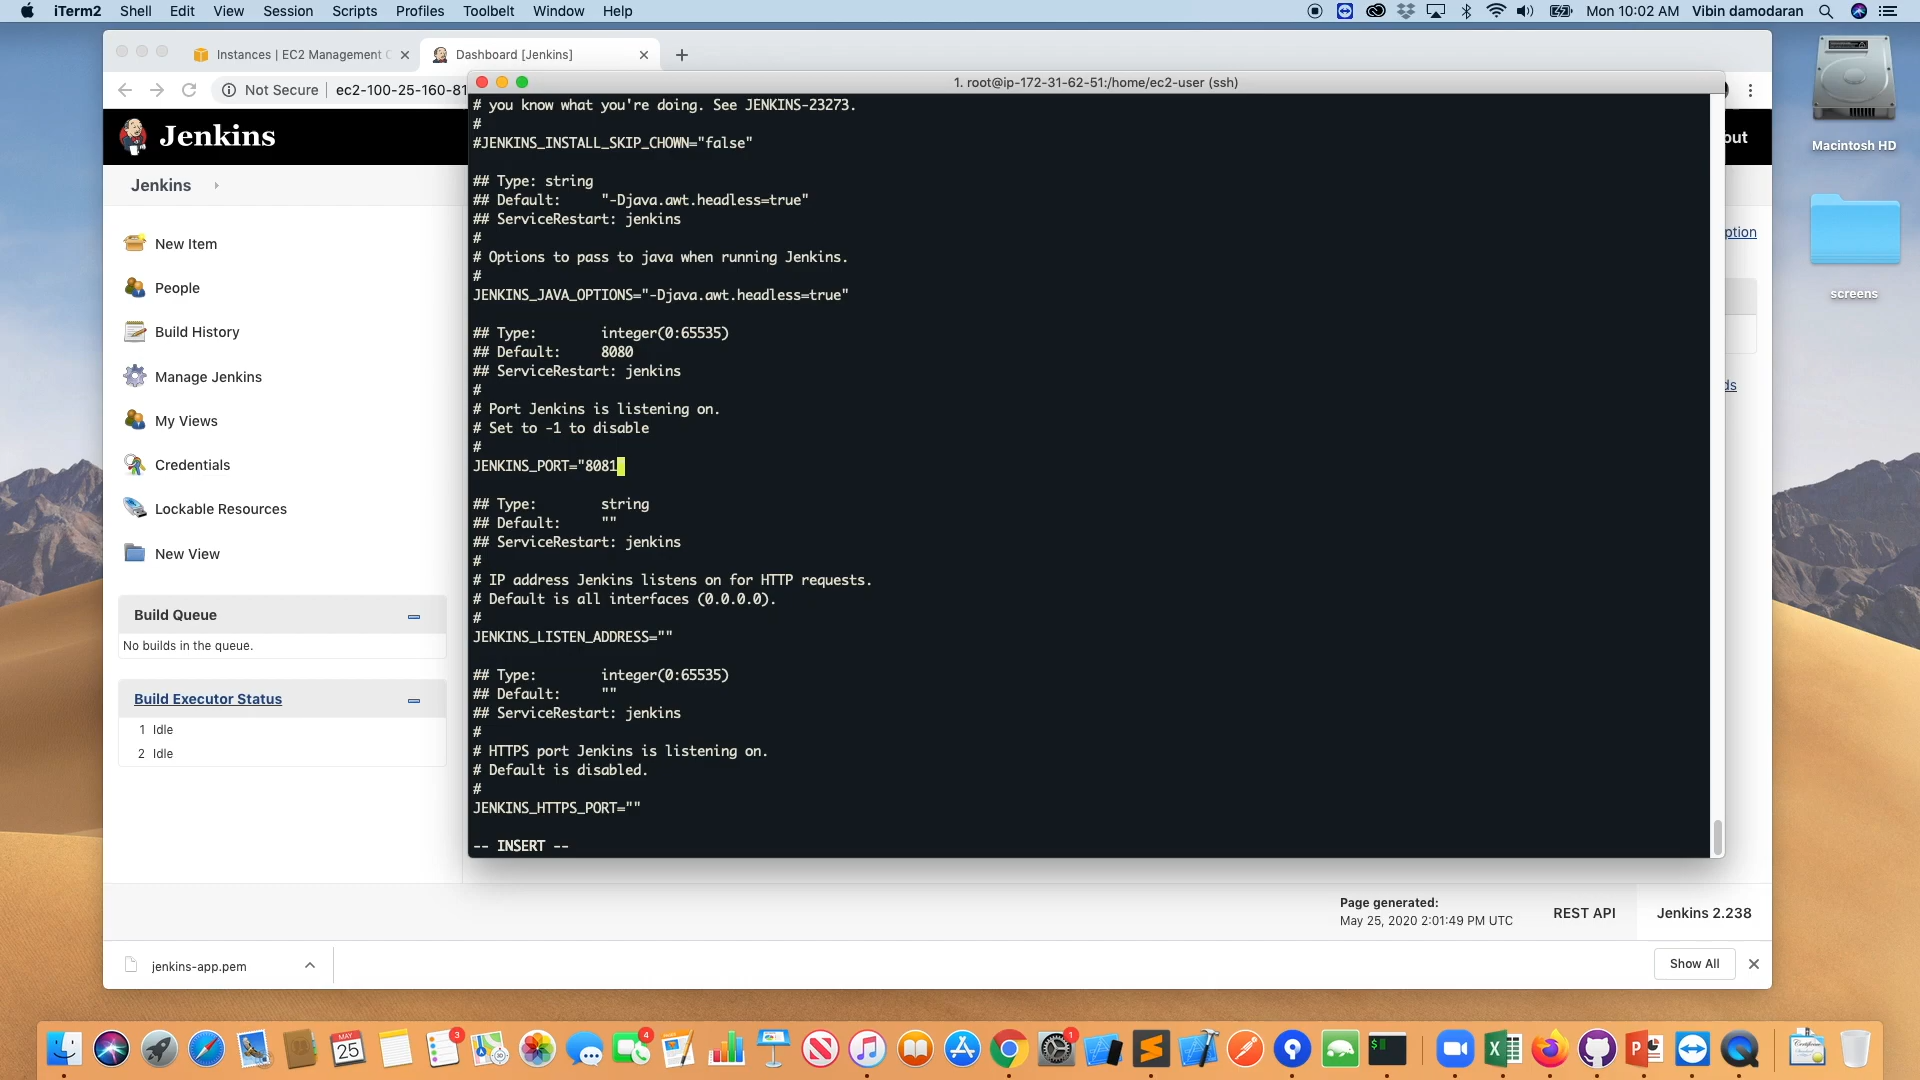 iTerm2 Shell Edit View Session Scripts Profiles Toolbelt Window Help Mon 10:02 AM Vibin damodaran
Instances | EC2 Management C
Dashboard [Jenkins]
Not Secure ec2-100-25-160-81
1. root@ip-172-31-62-51:/home/ec2-user (ssh)
Jenkins
out
Jenkins
New Item
People
Build History
Manage Jenkins
My Views
Credentials
Lockable Resources
New View
Build Queue
No builds in the queue.
Build Executor Status
1 Idle
2 Idle
# you know what you're doing. See JENKINS-23273.
#
#JENKINS_INSTALL_SKIP_CHOWN="false"
## Type: string
## Default: "-Djava.awt.headless=true"
## ServiceRestart: jenkins
#
# Options to pass to java when running Jenkins.
#
JENKINS_JAVA_OPTIONS="-Djava.awt.headless=true"
## Type: integer(0:65535)
## Default: 8080
## ServiceRestart: jenkins
#
# Port Jenkins is listening on.
# Set to -1 to disable
#
JENKINS_PORT="8081"
## Type: string
## Default: ""
## ServiceRestart: jenkins
#
# IP address Jenkins listens on for HTTP requests.
# Default is all interfaces (0.0.0.0).
#
JENKINS_LISTEN_ADDRESS=""
## Type: integer(0:65535)
## Default: ""
## ServiceRestart: jenkins
#
# HTTPS port Jenkins is listening on.
# Default is disabled.
#
JENKINS_HTTPS_PORT=""
-- INSERT --
ption
ds
Macintosh HD
screens
Page generated:
May 25, 2020 2:01:49 PM UTC
REST API
Jenkins 2.238
jenkins-app.pem
Show All
MAY
25
3
4
1